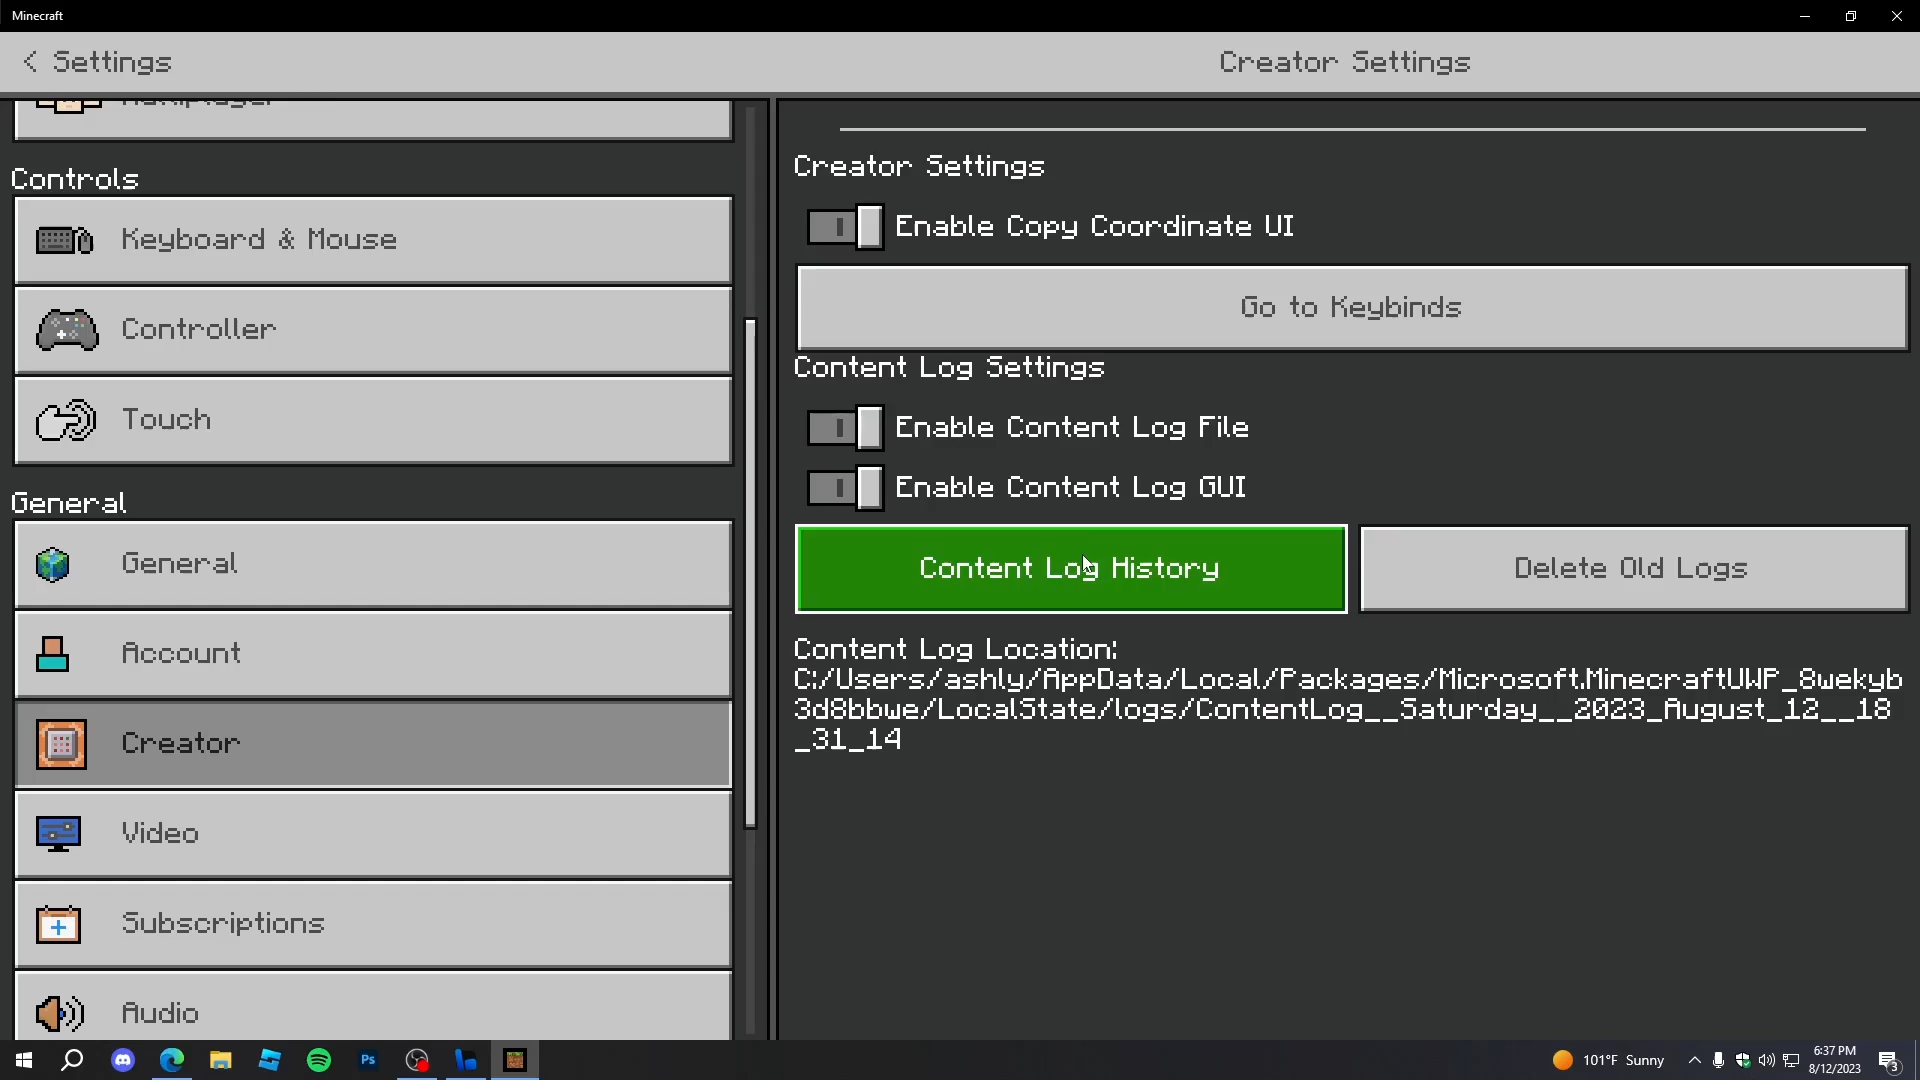 Minecraft
Settings
Creator Settings
Multiplayer
Controls
Keyboard & Mouse
Controller
Touch
General
General
Account
Creator
Video
Subscriptions
Audio
Creator Settings
Enable Copy Coordinate UI
Go to Keybinds
Content Log Settings
Enable Content Log File
Enable Content Log GUI
Content Log History
Delete Old Logs
Content Log Location:
C:/Users/ashly/AppData/Local/Packages/Microsoft.MinecraftUWP_8wekyb
3d8bbwe/LocalState/logs/ContentLog__Saturday__2023_August_12__18
_31_14
Ps
101°F Sunny
6:37 PM
8/12/2023
3